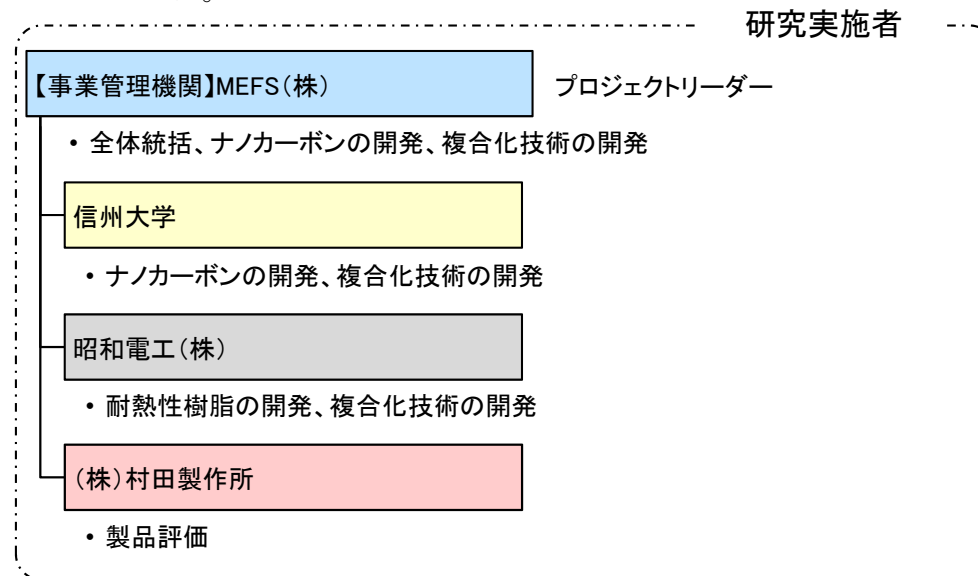 。
研究実施者
【事業管理機関】MEFS（株） プロジェクトリーダー
• 全体統括、ナノカーボンの開発、複合化技術の開発
信州大学
• ナノカーボンの開発、複合化技術の開発
昭和電工（株）
• 耐熱性樹脂の開発、複合化技術の開発
（株）村田製作所
• 製品評価